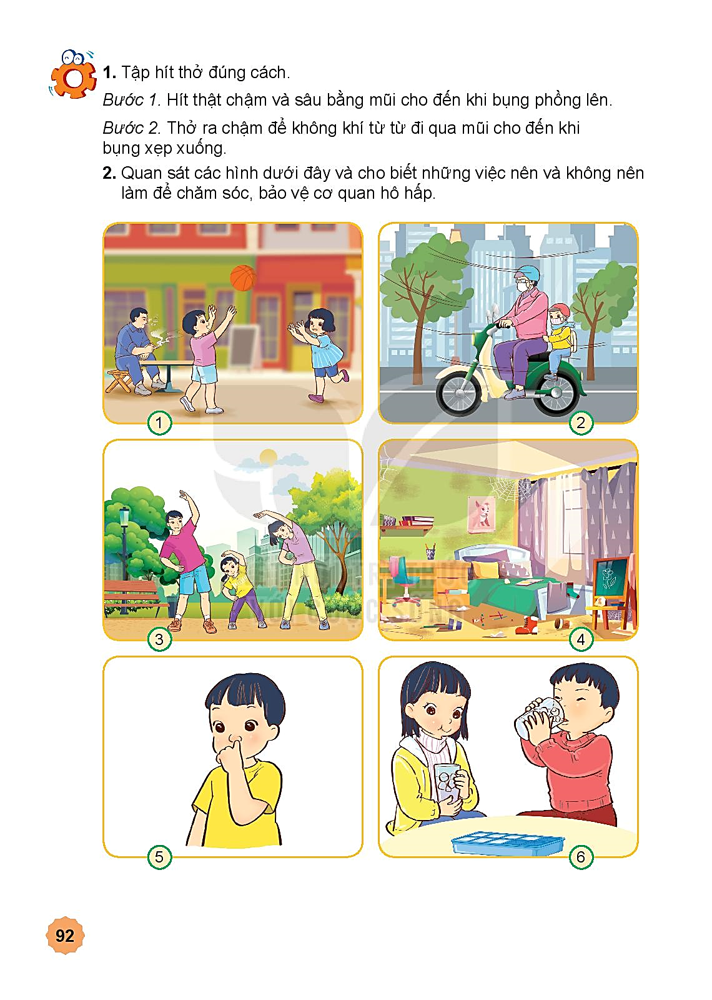 1. Tập hít thở đúng cách.
Bước 1. Hít thật chậm và sâu bằng mũi cho đến khi bụng phồng lên.
Bước 2. Thở ra chậm để không khí từ từ đi qua mũi cho đến khi
bụng xẹp xuống.
2. Quan sát các hình dưới đây và cho biết những việc nên và không nên
làm để chăm sóc, bảo vệ cơ quan hô hấp.
1
2
3
4
5
6
92